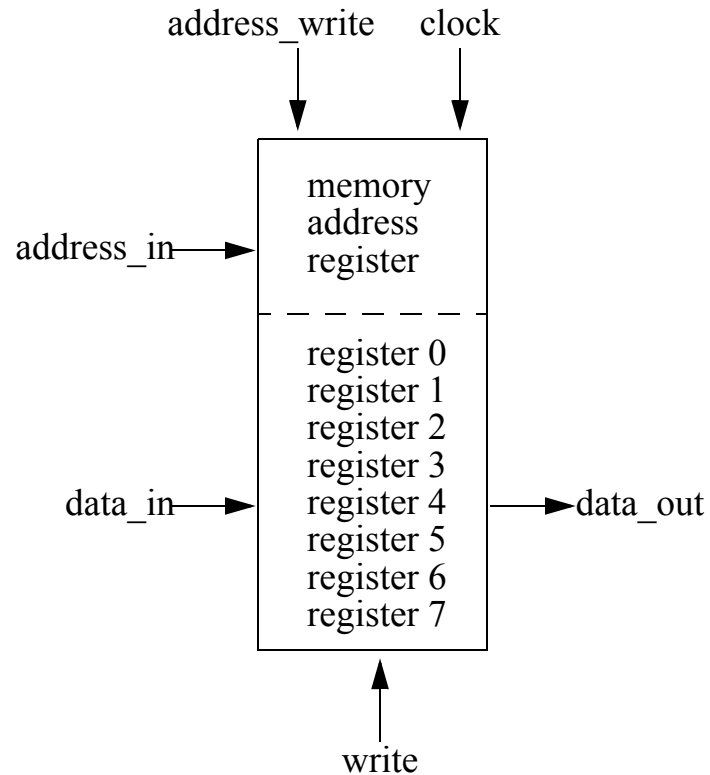 address_write clock
memory
address
register
address_in
register 0
register 1
register 2
register 3
register 4
register 5
register 6
register 7
data_in
data_out
write